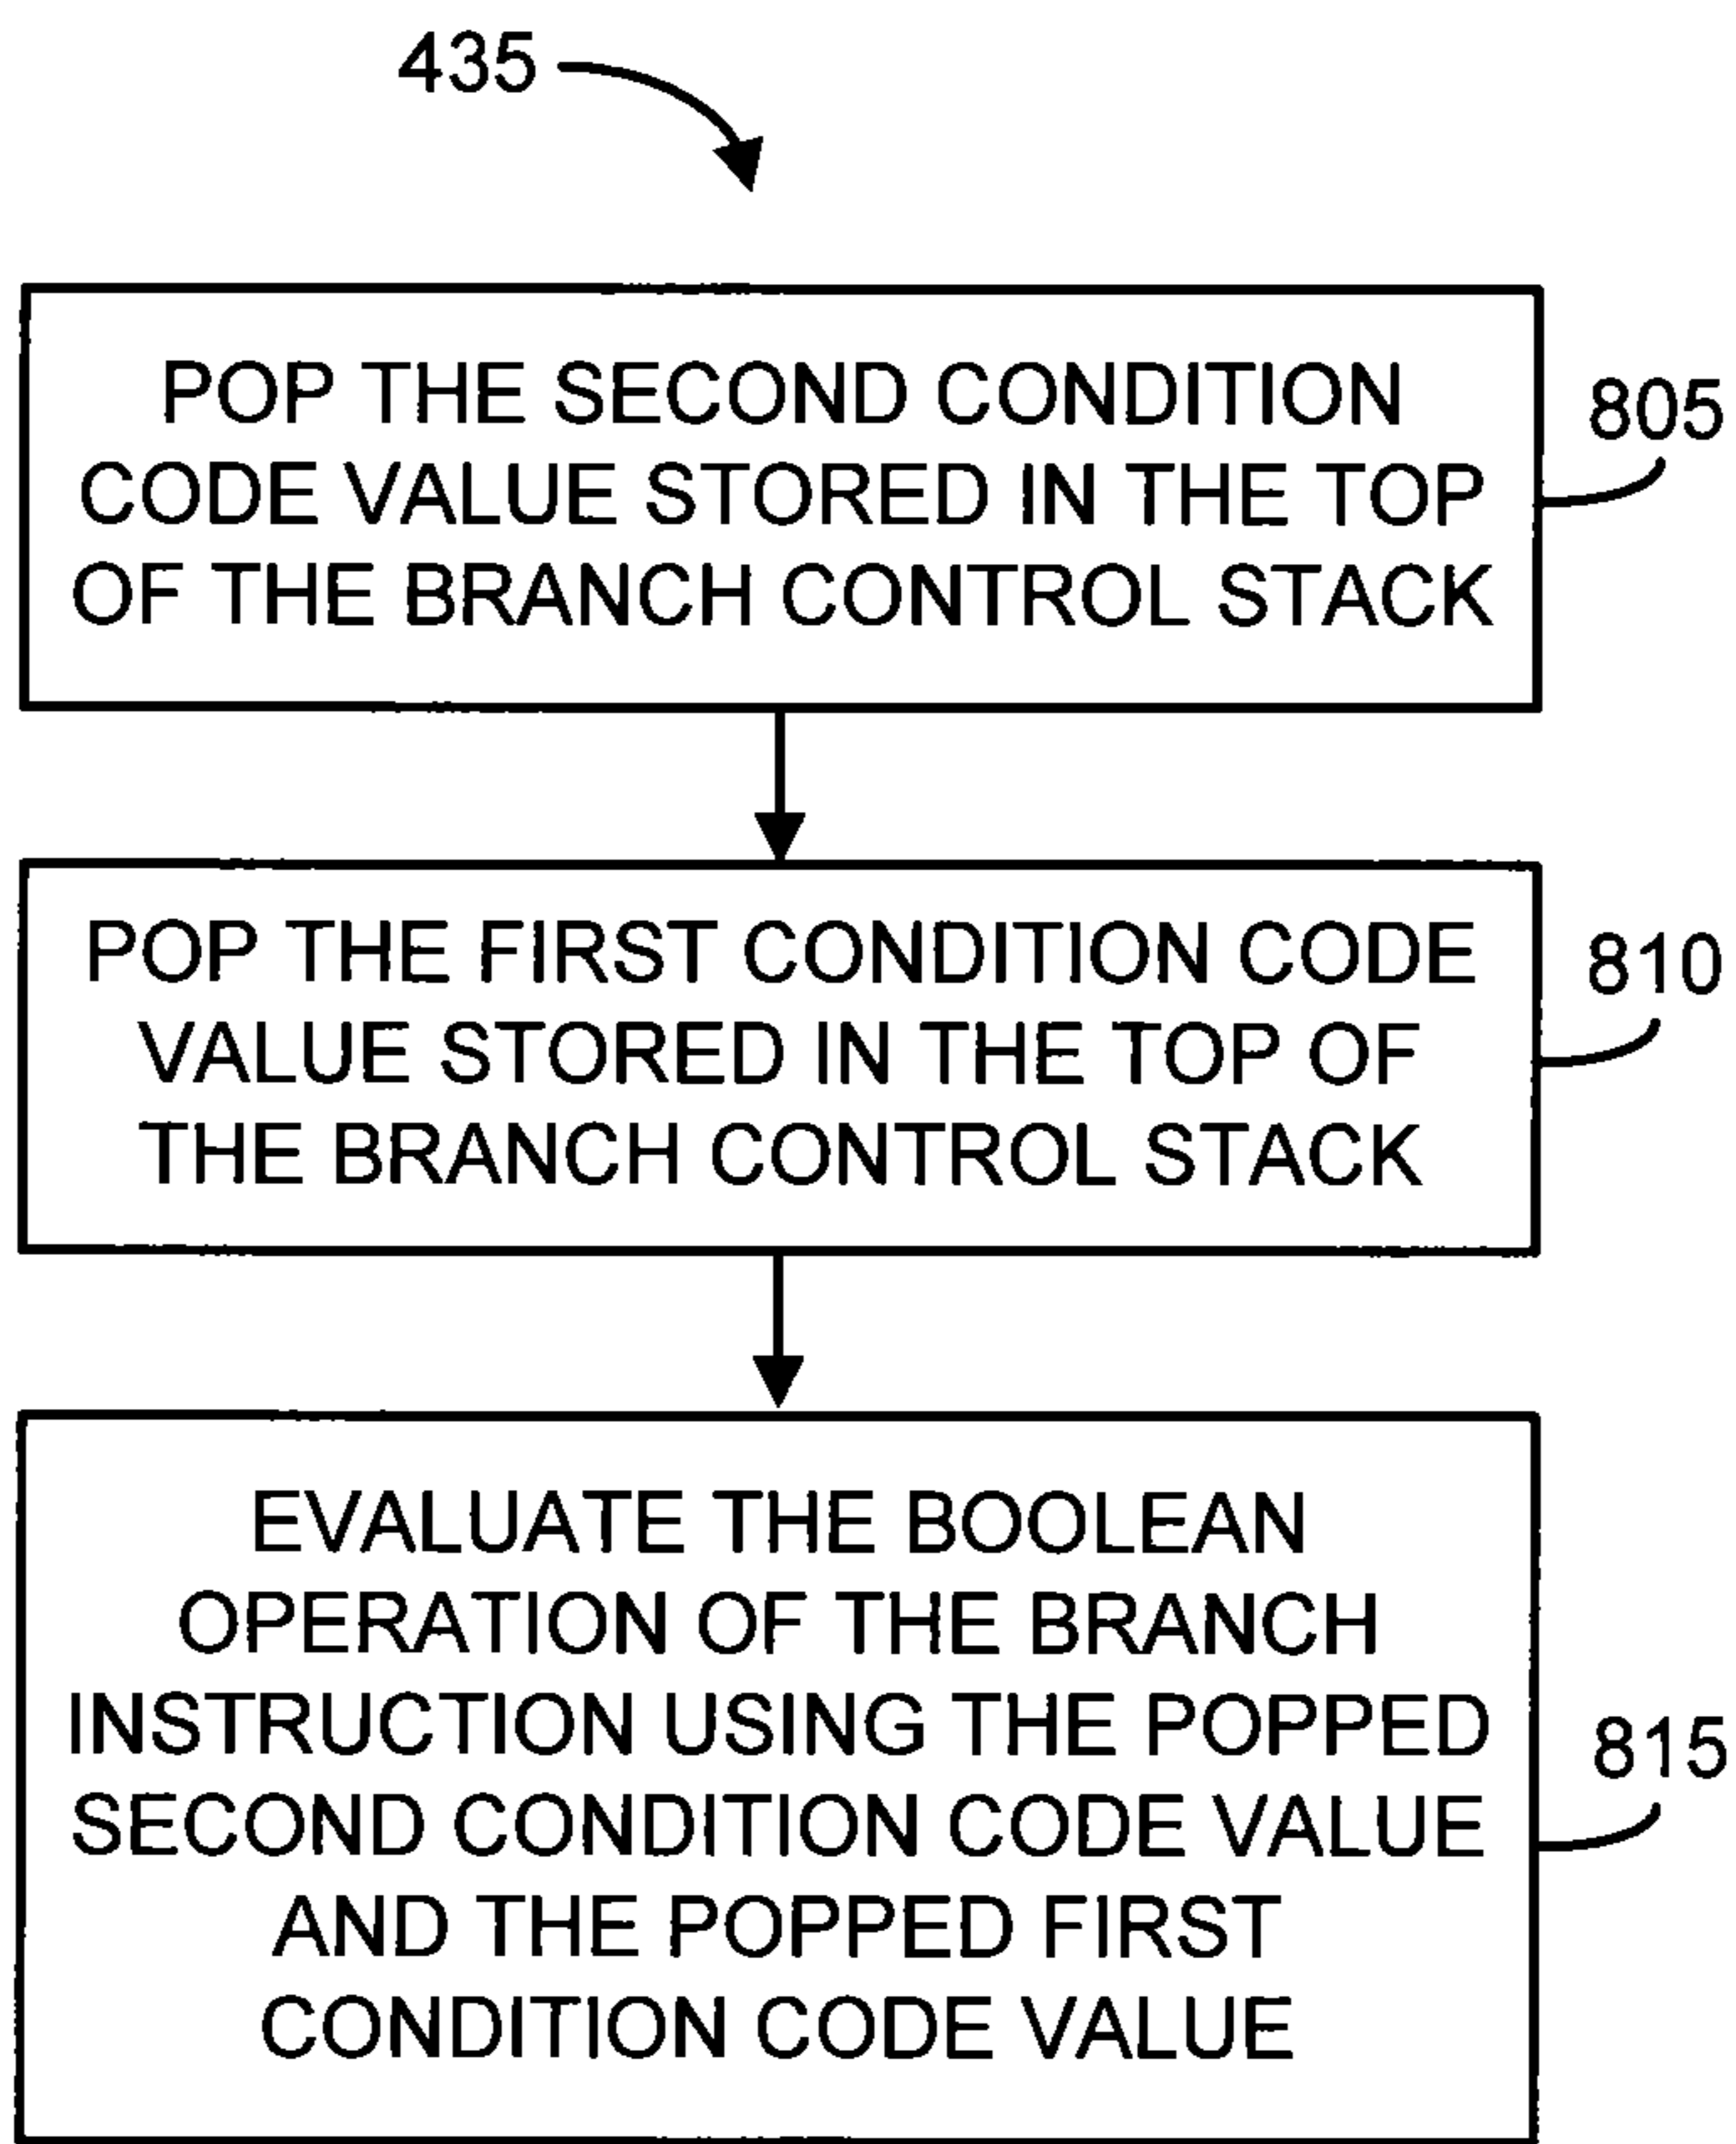 435
POP THE SECOND CONDITION
CODE VALUE STORED IN THE TOP
OF THE BRANCH CONTROL STACK
805
POP THE FIRST CONDITION CODE
VALUE STORED IN THE TOP OF
THE BRANCH CONTROL STACK
810
EVALUATE THE BOOLEAN
OPERATION OF THE BRANCH
INSTRUCTION USING THE POPPED
SECOND CONDITION CODE VALUE
AND THE POPPED FIRST
CONDITION CODE VALUE
815